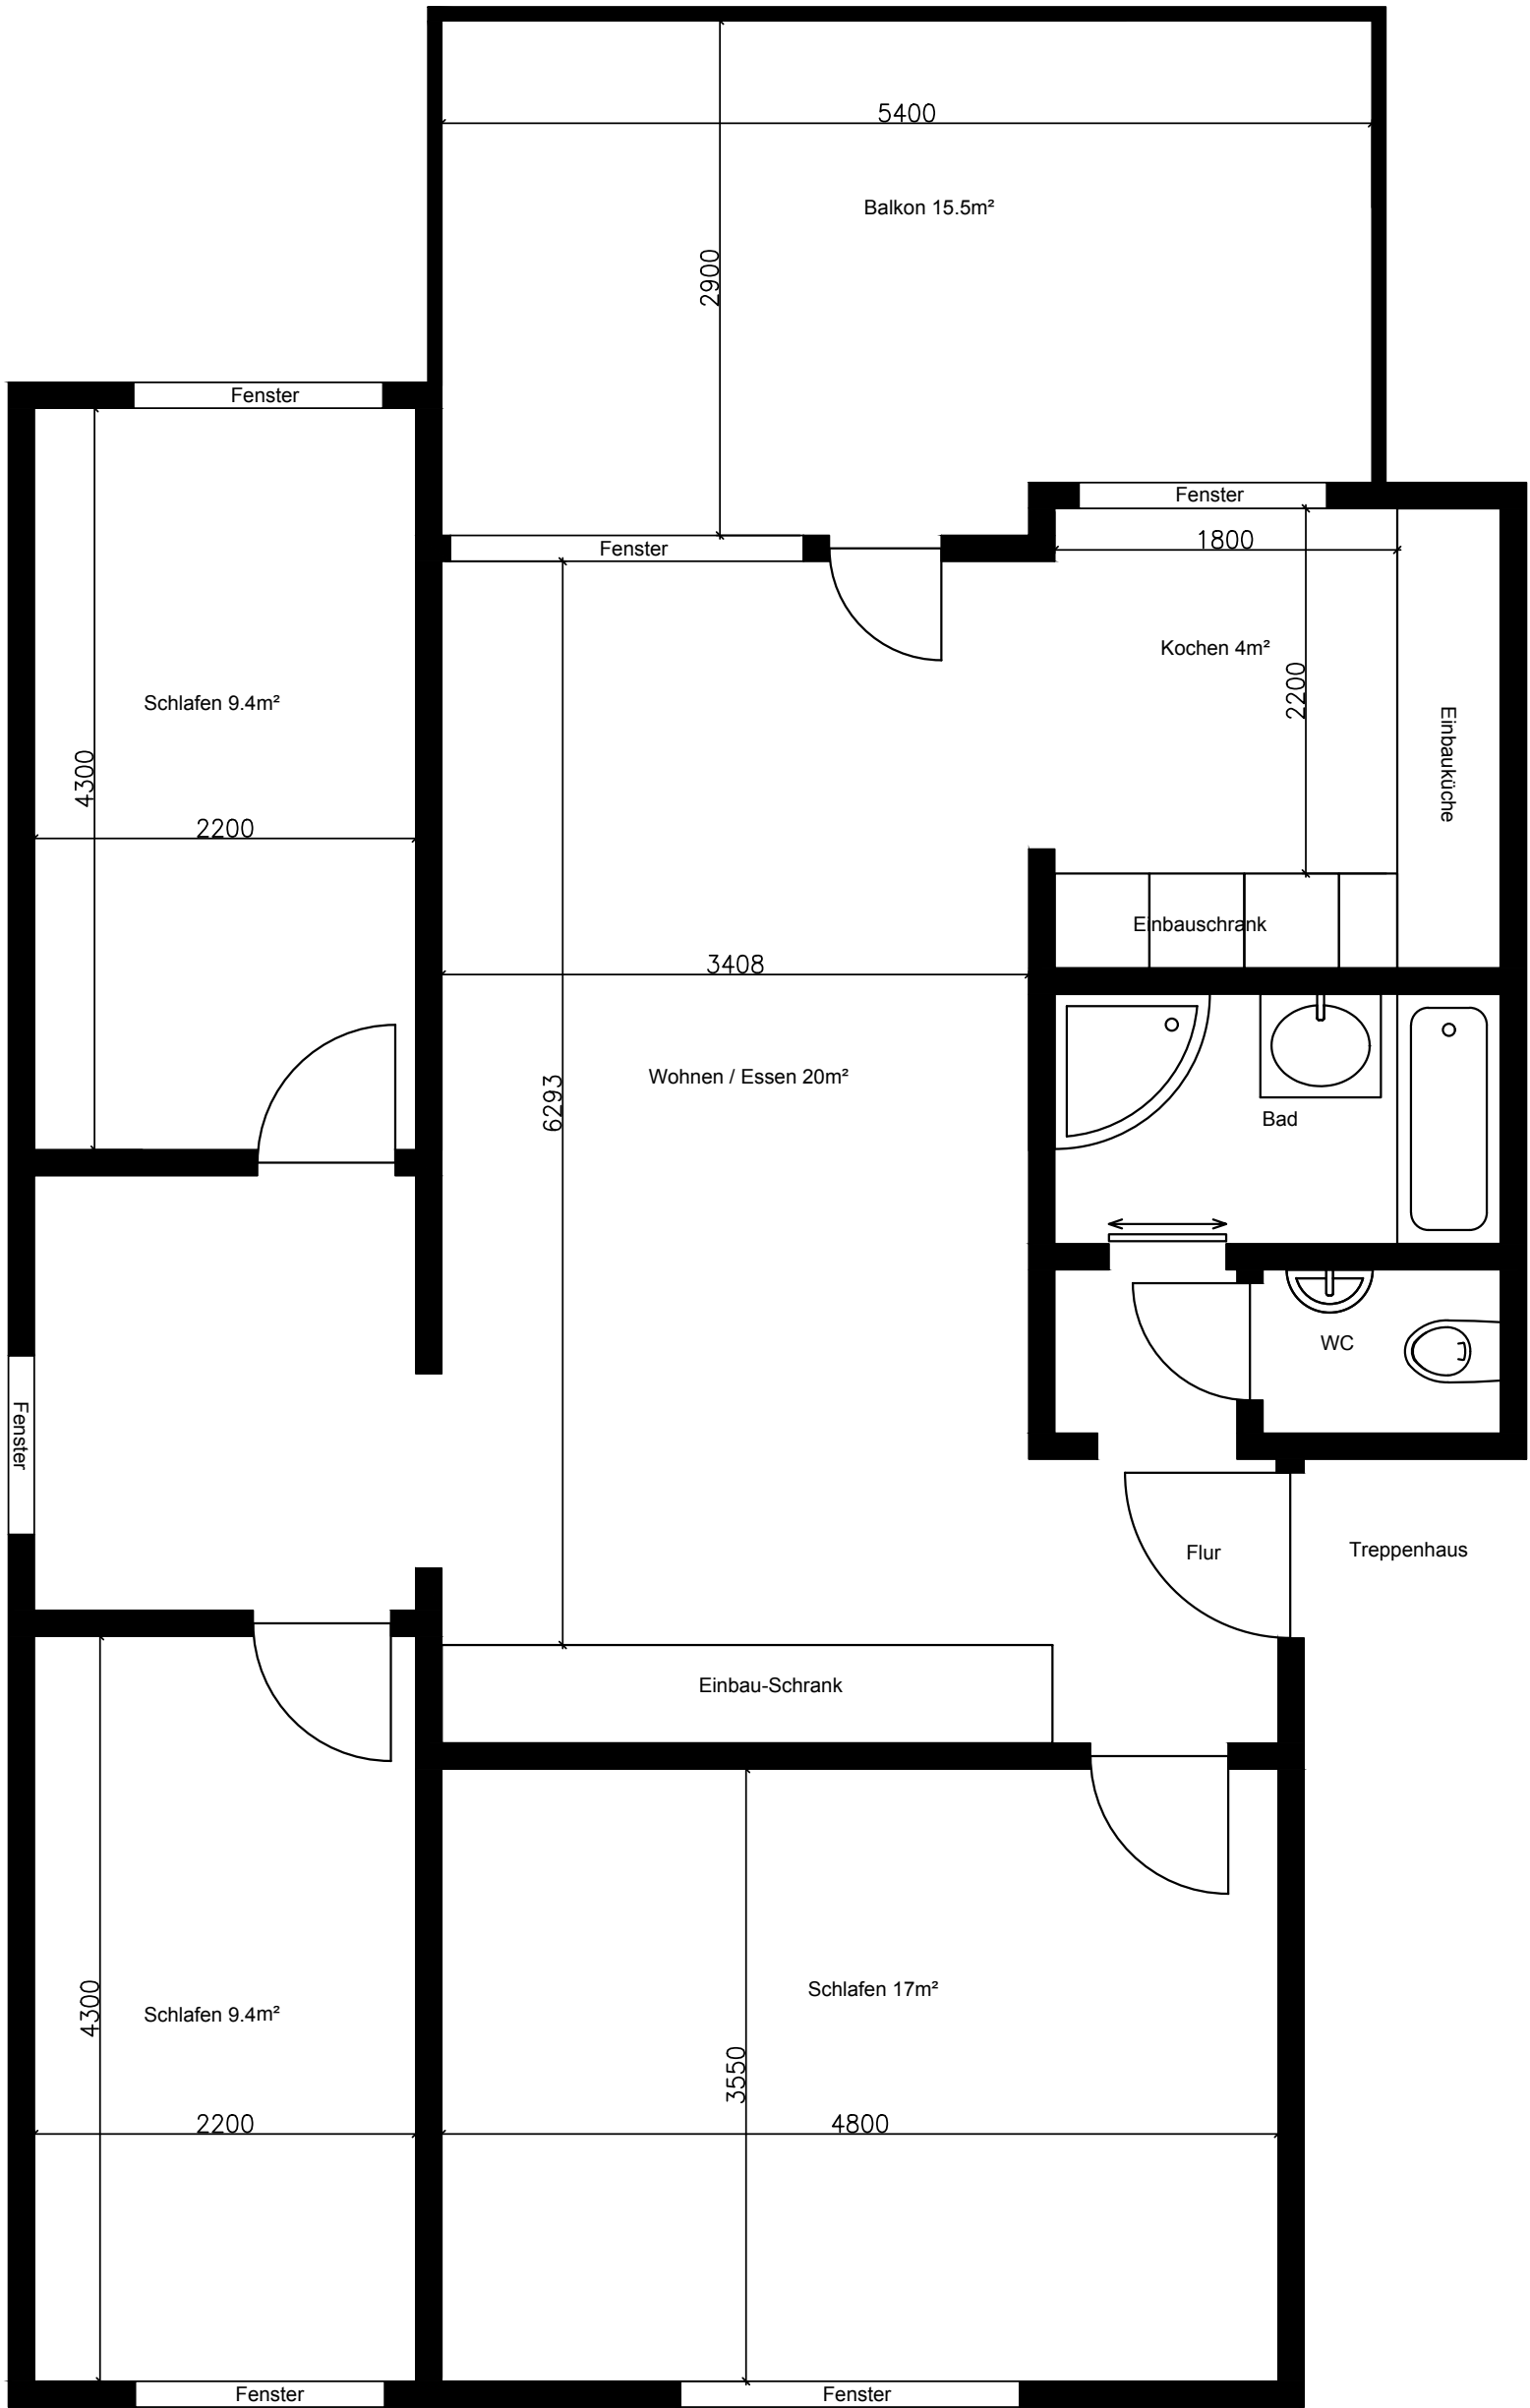 5400
Balkon 15.5m²
2900
Fenster
Fenster
Fenster
1800
Kochen 4m²
2200
Schlafen 9.4m²
Einbauküche
4300
2200
Einbauschrank
3408
Wohnen / Essen 20m²
6293
Bad
WC
Fenster
Flur
Treppenhaus
Einbau-Schrank
Schlafen 17m²
4300
Schlafen 9.4m²
3550
2200
4800
Fenster
Fenster